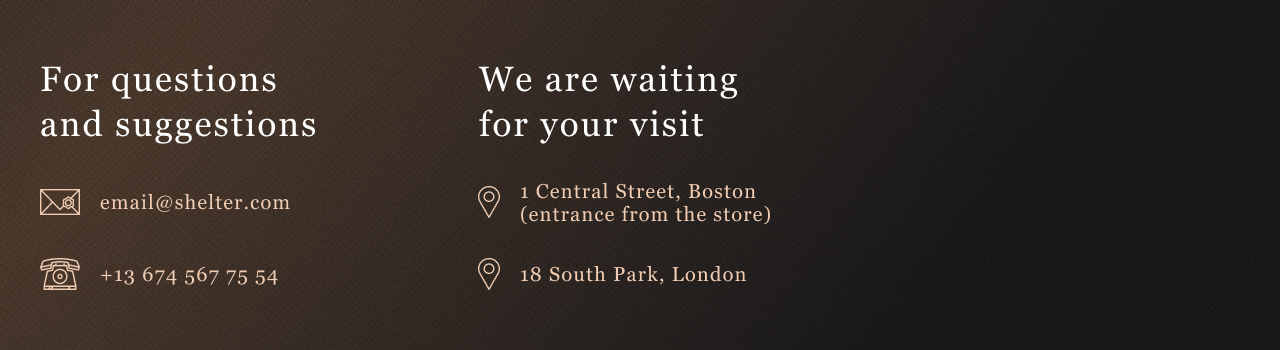 For questions
and suggestions
email@shelter.com
+13 674 567 75 54
We are waiting
for your visit
1 Central Street, Boston
(entrance from the store)
18 South Park, London